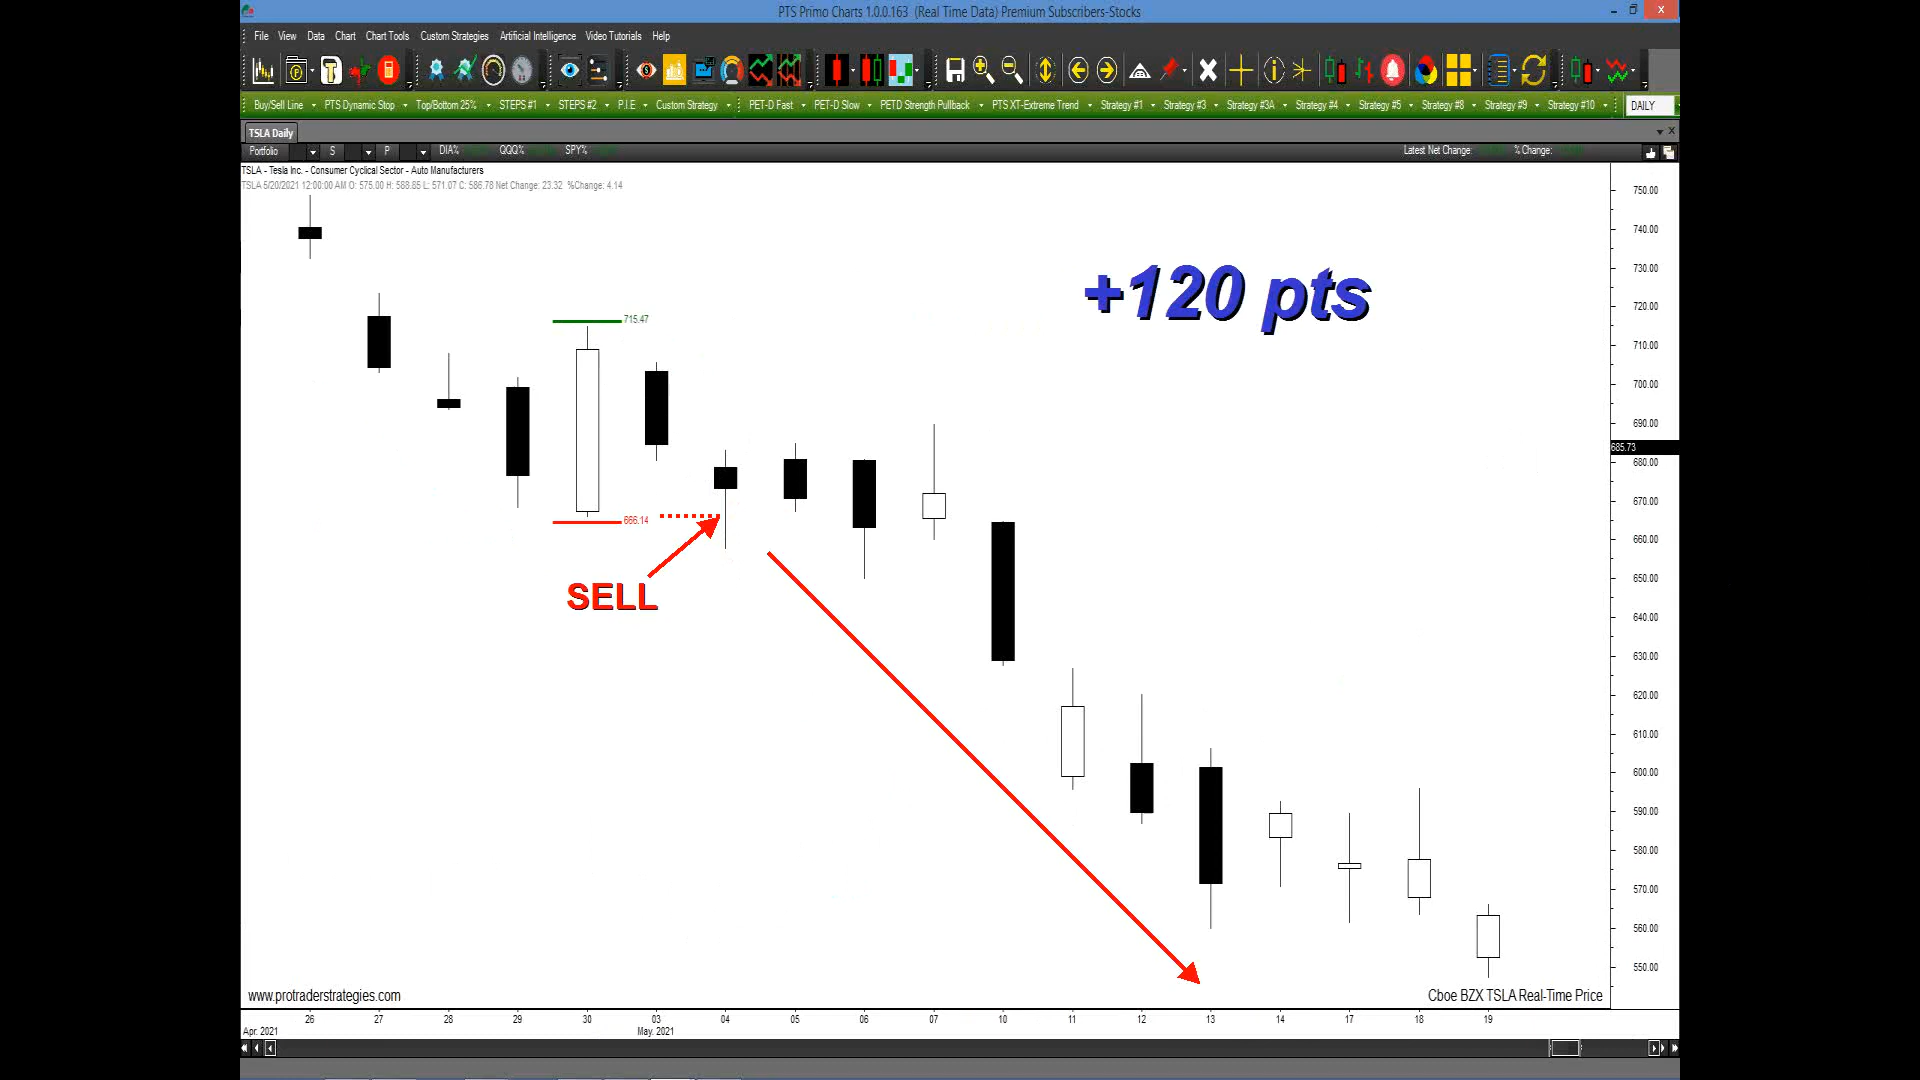 PTS Primo Charts 1.0.0.163 (Real Time Data) Premium Subscribers-Stocks
File View Data Chart Chart Tools Custom Strategies Artificial Intelligence Video Tutorials Help
Buy/Sell Line PTS Dynamic Stop Top/Bottom 25% STEPS #1 STEPS #2 P.I.E. Custom Strategy PET-D Fast PET-D Slow PETD Strength Pullback PTS XT-Extreme Trend Strategy #1 Strategy #3 Strategy #3A Strategy #4 Strategy #5 Strategy #8 Strategy #9 Strategy #10 DAILY
TSLA Daily
Portfolio S P DIA% QQQ% SPY% Latest Net Change: % Change:
TSLA - Tesla Inc. - Consumer Cyclical Sector - Auto Manufacturers
TSLA 5/20/2021 12:00:00 AM O: 575.00 H: 588.85 L: 571.07 C: 586.78 Net Change: 23.32 %Change: 4.14
750.00
740.00
730.00
+120 pts
720.00
715.47
710.00
700.00
690.00
685.73
680.00
670.00
666.14
660.00
650.00
SELL
640.00
630.00
620.00
610.00
600.00
590.00
580.00
570.00
560.00
550.00
www.protraderstrategies.com
Cboe BZX TSLA Real-Time Price
26 27 28 29 30 03 04 05 06 07 10 11 12 13 14 17 18 19
Apr. 2021 May. 2021